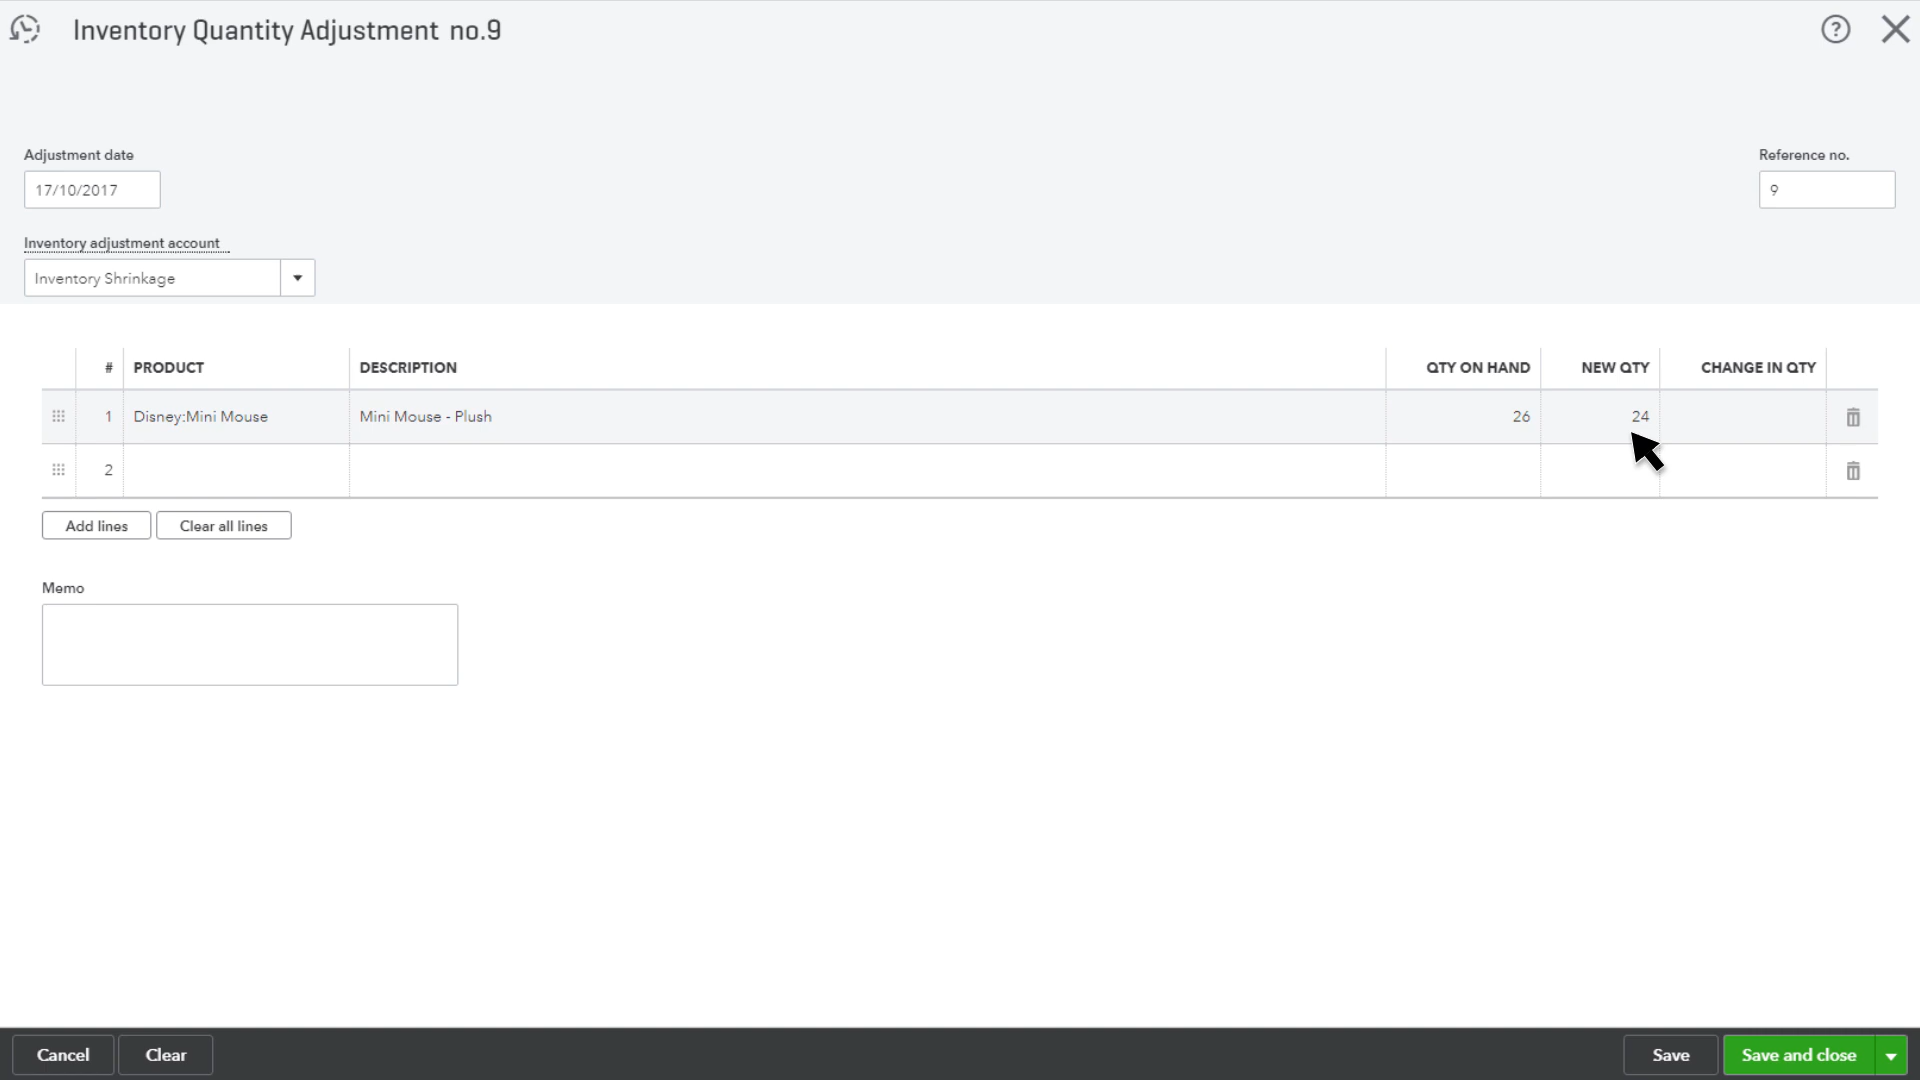 Inventory Quantity Adjustment no.9
Adjustment date
17/10/2017
Reference no.
9
Inventory adjustment account
Inventory Shrinkage
# PRODUCT DESCRIPTION QTY ON HAND NEW QTY CHANGE IN QTY
1 Disney:Mini Mouse Mini Mouse - Plush 26 24
2
Add lines Clear all lines
Memo
Cancel Clear Save Save and close